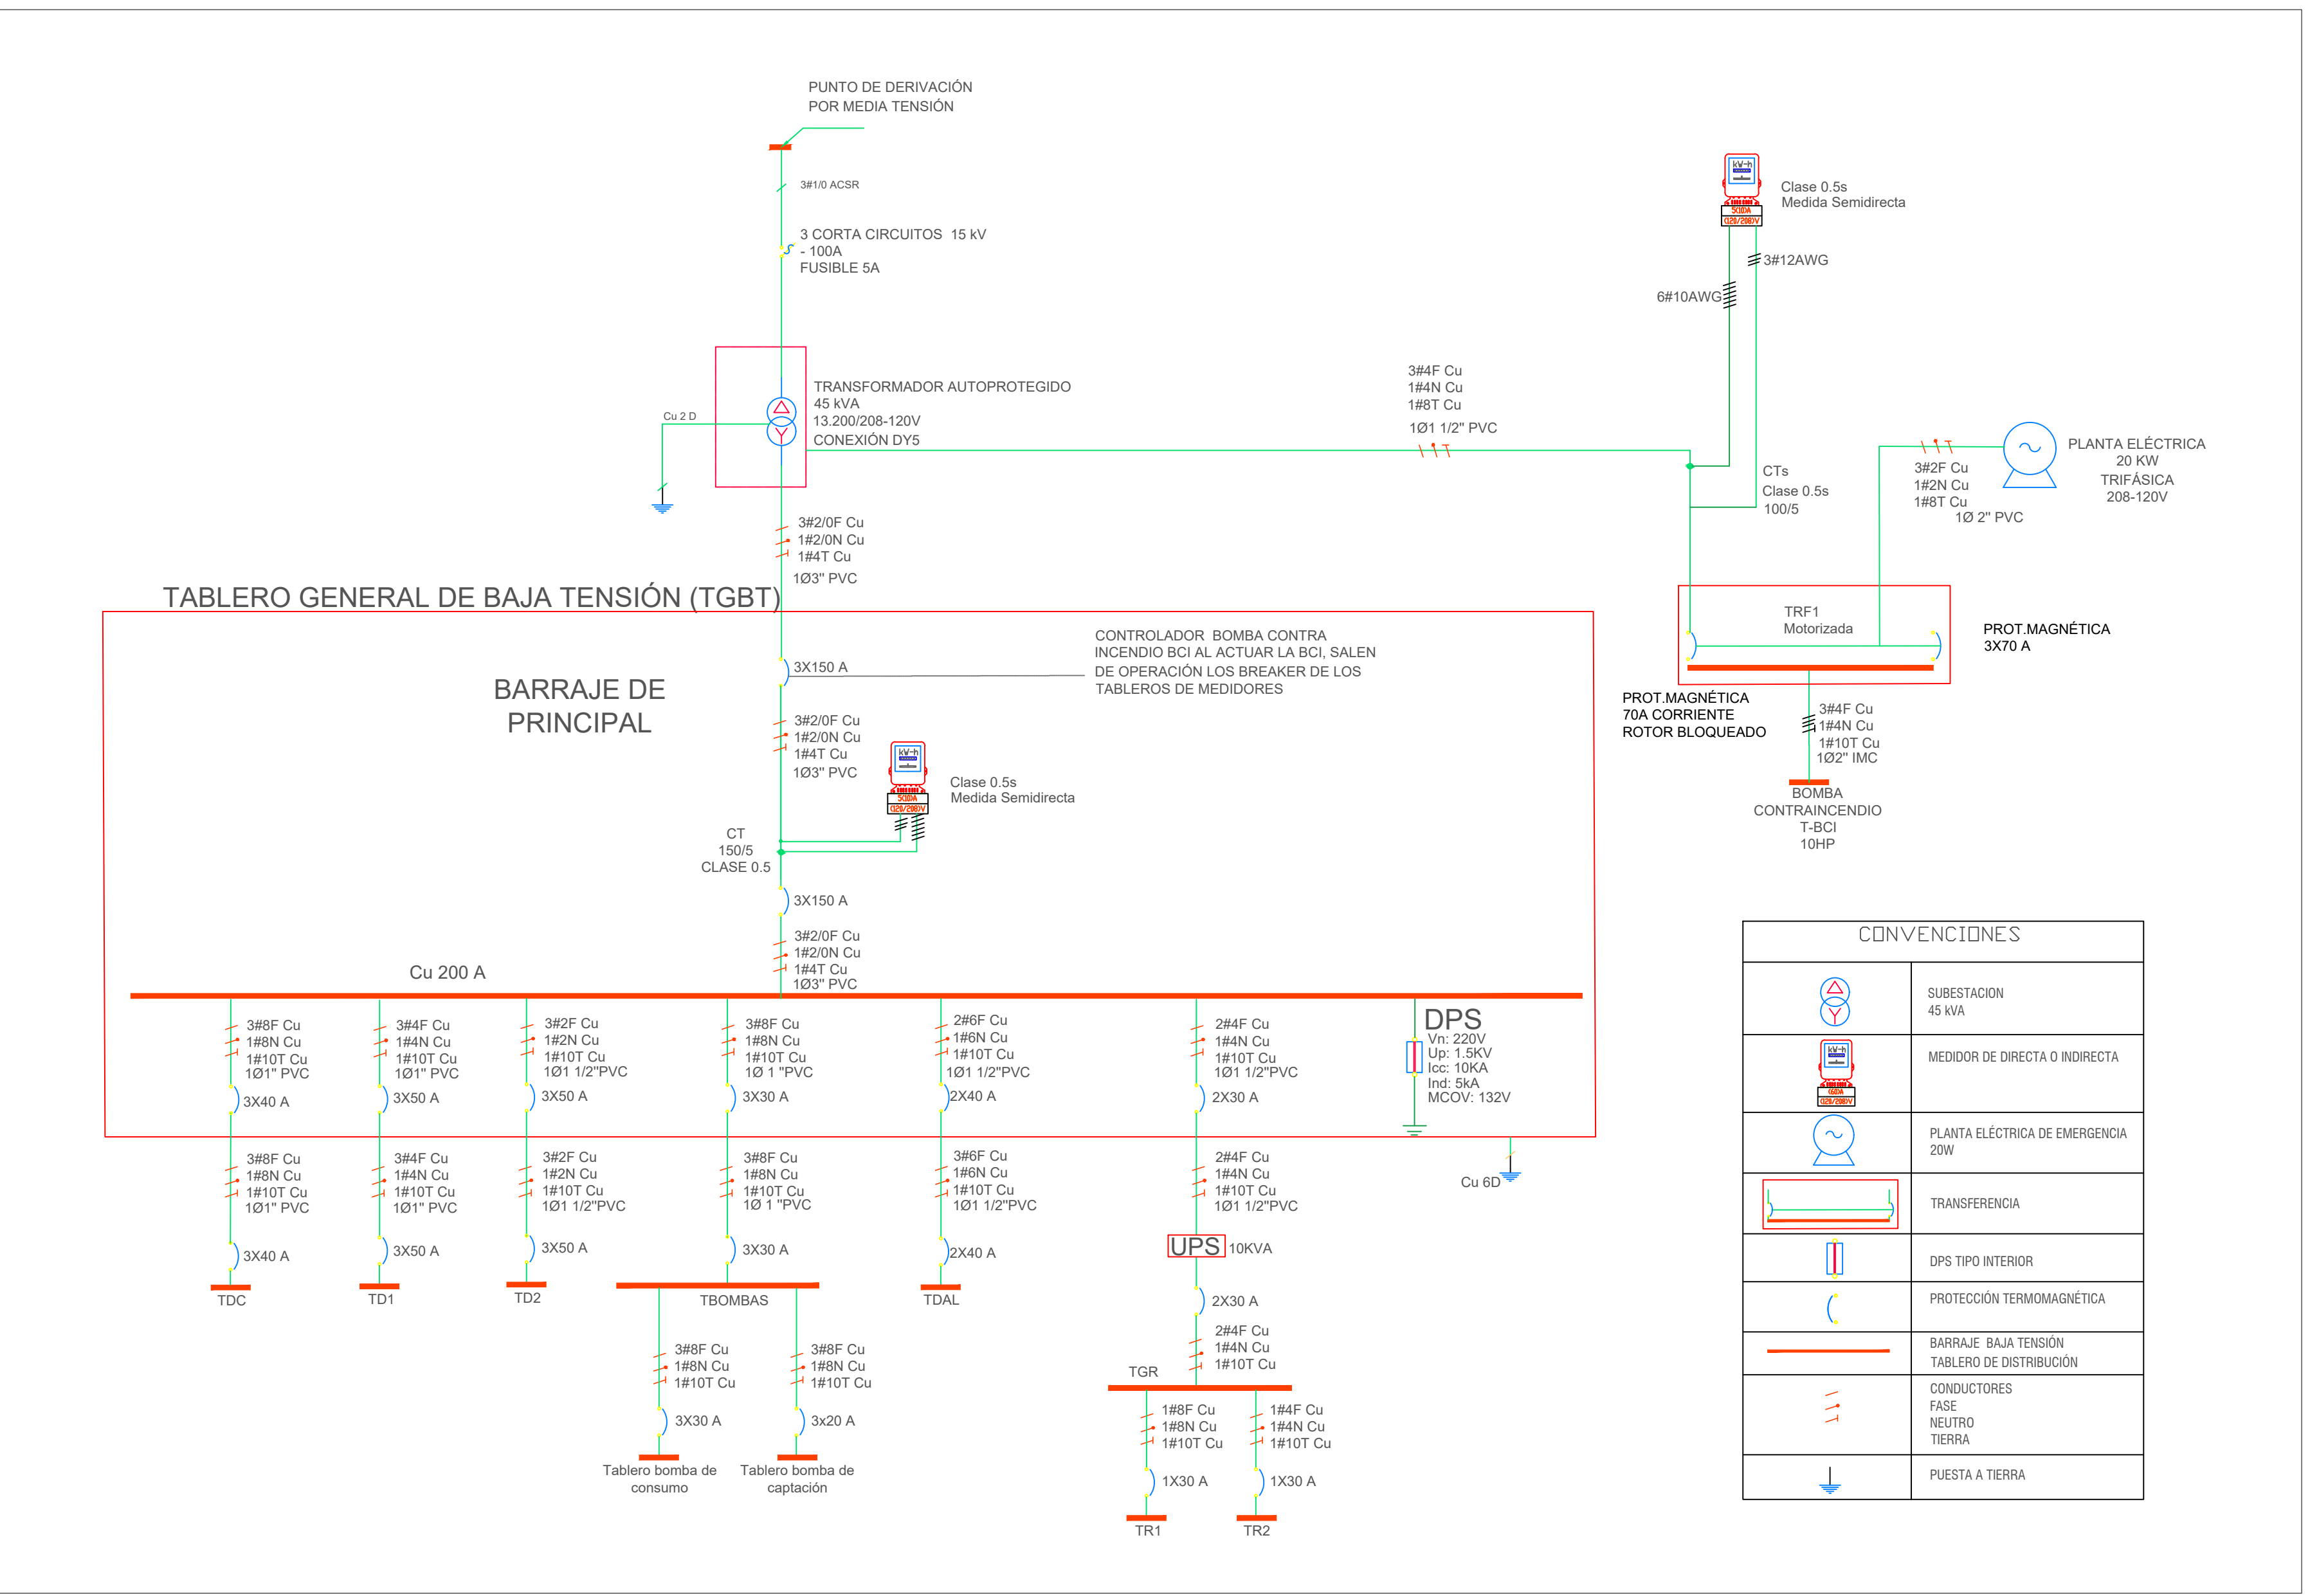 PUNTO DE DERIVACIÓN
POR MEDIA TENSIÓN
3#1/0 ACSR
3 CORTA CIRCUITOS 15 kV
- 100A
FUSIBLE 5A
TRANSFORMADOR AUTOPROTEGIDO
45 kVA
13.200/208-120V
CONEXIÓN DY5
Cu 2 D
3#4F Cu
1#4N Cu
1#8T Cu
1Ø1 1/2" PVC
kW-h
5(10)A
(120/208)V
Clase 0.5s
Medida Semidirecta
3#12AWG
6#10AWG
CTs
Clase 0.5s
100/5
3#2F Cu
1#2N Cu
1#8T Cu
1Ø 2" PVC
PLANTA ELÉCTRICA
20 KW
TRIFÁSICA
208-120V
TRF1
Motorizada
PROT.MAGNÉTICA
3X70 A
PROT.MAGNÉTICA
70A CORRIENTE
ROTOR BLOQUEADO
3#4F Cu
1#4N Cu
1#10T Cu
1Ø2" IMC
BOMBA
CONTRAINCENDIO
T-BCI
10HP
3#2/0F Cu
1#2/0N Cu
1#4T Cu
1Ø3" PVC
TABLERO GENERAL DE BAJA TENSIÓN (TGBT)
3X150 A
CONTROLADOR BOMBA CONTRA
INCENDIO BCI AL ACTUAR LA BCI, SALEN
DE OPERACIÓN LOS BREAKER DE LOS
TABLEROS DE MEDIDORES
BARRAJE DE
PRINCIPAL
3#2/0F Cu
1#2/0N Cu
1#4T Cu
1Ø3" PVC
kW-h
5(10)A
(120/208)V
Clase 0.5s
Medida Semidirecta
CT
150/5
CLASE 0.5
3X150 A
3#2/0F Cu
1#2/0N Cu
1#4T Cu
1Ø3" PVC
Cu 200 A
3#8F Cu
1#8N Cu
1#10T Cu
1Ø1" PVC
3X40 A
3#4F Cu
1#4N Cu
1#10T Cu
1Ø1" PVC
3X50 A
3#2F Cu
1#2N Cu
1#10T Cu
1Ø1 1/2"PVC
3X50 A
3#8F Cu
1#8N Cu
1#10T Cu
1Ø 1 "PVC
3X30 A
2#6F Cu
1#6N Cu
1#10T Cu
1Ø1 1/2"PVC
2X40 A
2#4F Cu
1#4N Cu
1#10T Cu
1Ø1 1/2"PVC
2X30 A
DPS
Vn: 220V
Up: 1.5KV
Icc: 10KA
Ind: 5kA
MCOV: 132V
Cu 6D
3#8F Cu
1#8N Cu
1#10T Cu
1Ø1" PVC
3X40 A
TDC
3#4F Cu
1#4N Cu
1#10T Cu
1Ø1" PVC
3X50 A
TD1
3#2F Cu
1#2N Cu
1#10T Cu
1Ø1 1/2"PVC
3X50 A
TD2
3#8F Cu
1#8N Cu
1#10T Cu
1Ø 1 "PVC
3X30 A
TBOMBAS
3#6F Cu
1#6N Cu
1#10T Cu
1Ø1 1/2"PVC
2X40 A
TDAL
2#4F Cu
1#4N Cu
1#10T Cu
1Ø1 1/2"PVC
UPS 10KVA
2X30 A
2#4F Cu
1#4N Cu
1#10T Cu
TGR
3#8F Cu
1#8N Cu
1#10T Cu
3X30 A
Tablero bomba de
consumo
3#8F Cu
1#8N Cu
1#10T Cu
3x20 A
Tablero bomba de
captación
1#8F Cu
1#8N Cu
1#10T Cu
1X30 A
TR1
1#4F Cu
1#4N Cu
1#10T Cu
1X30 A
TR2
CONVENCIONES
SUBESTACION
45 kVA
kW-h
(60)A
(120/208)V
MEDIDOR DE DIRECTA O INDIRECTA
PLANTA ELÉCTRICA DE EMERGENCIA
20W
TRANSFERENCIA
DPS TIPO INTERIOR
PROTECCIÓN TERMOMAGNÉTICA
BARRAJE BAJA TENSIÓN
TABLERO DE DISTRIBUCIÓN
CONDUCTORES
FASE
NEUTRO
TIERRA
PUESTA A TIERRA